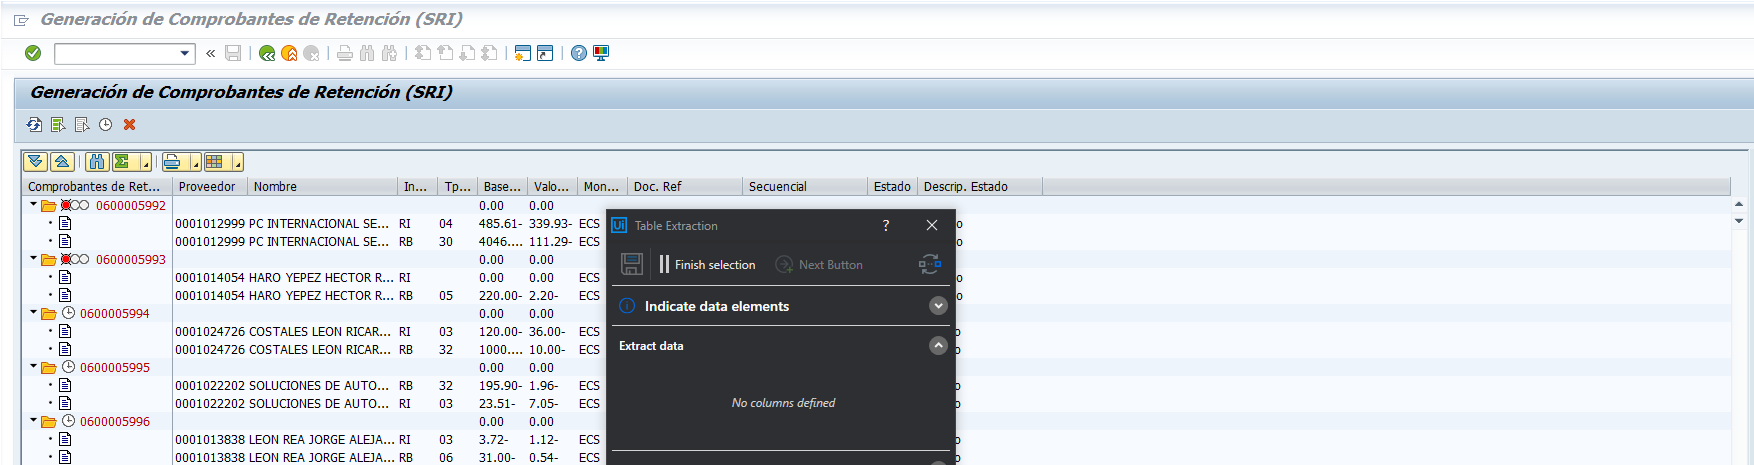 Generación de Comprobantes de Retención (SRI)
Generación de Comprobantes de Retención (SRI)
Comprobantes de Ret... Proveedor Nombre In... Tp... Base... Valo... Mon... Doc. Ref Secuencial Estado Descrip. Estado
0600005992 0.00 0.00
0001012999 PC INTERNACIONAL SE... RI 04 485.61- 339.93- ECS
0001012999 PC INTERNACIONAL SE... RB 30 4046.... 111.29- ECS
0600005993 0.00 0.00
0001014054 HARO YEPEZ HECTOR R... RI 0.00 0.00 ECS
0001014054 HARO YEPEZ HECTOR R... RB 05 220.00- 2.20- ECS
0600005994 0.00 0.00
0001024726 COSTALES LEON RICAR... RI 03 120.00- 36.00- ECS
0001024726 COSTALES LEON RICAR... RB 32 1000.... 10.00- ECS
0600005995 0.00 0.00
0001022202 SOLUCIONES DE AUTO... RB 32 195.90- 1.96- ECS
0001022202 SOLUCIONES DE AUTO... RI 03 23.51- 7.05- ECS
0600005996 0.00 0.00
0001013838 LEON REA JORGE ALEJA... RI 03 3.72- 1.12- ECS
0001013838 LEON REA JORGE ALEJA... RB 06 31.00- 0.54- ECS
Ui Table Extraction ?
Finish selection Next Button
Indicate data elements
Extract data
No columns defined